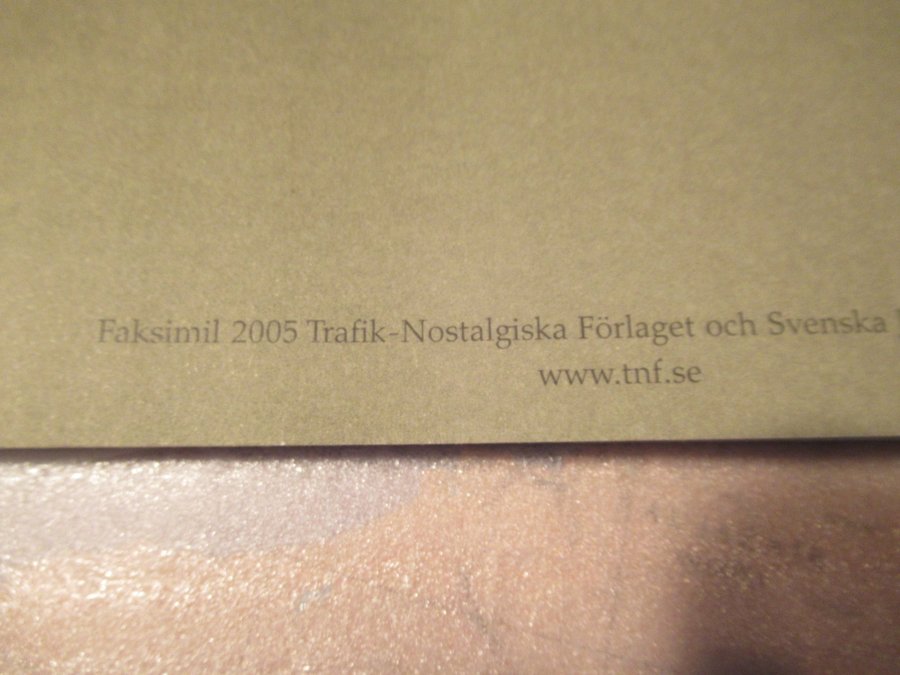 Faksimil 2005 Trafik-Nostalgiska Förlaget och Svenska
www.tnf.se